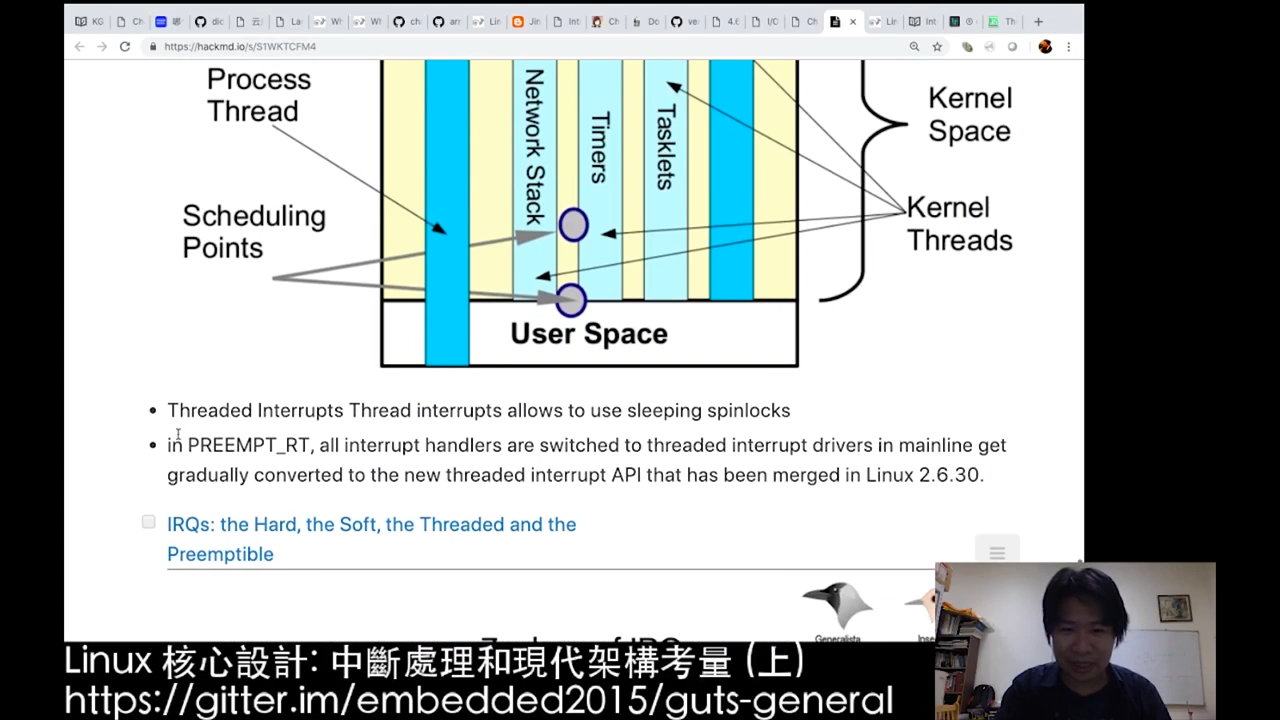 KG
https://hackmd.io/s/S1WKTCFM4
Process
Thread
Network Stack
Timers
Tasklets
Kernel
Space
Scheduling
Points
Kernel
Threads
User Space
Threaded Interrupts Thread interrupts allows to use sleeping spinlocks
in PREEMPT_RT, all interrupt handlers are switched to threaded interrupt drivers in mainline get
gradually converted to the new threaded interrupt API that has been merged in Linux 2.6.30.
IRQs: the Hard, the Soft, the Threaded and the
Preemptible
Generalista
Linux 核心設計: 中斷處理和現代架構考量 (上)
https://gitter.im/embedded2015/guts-general